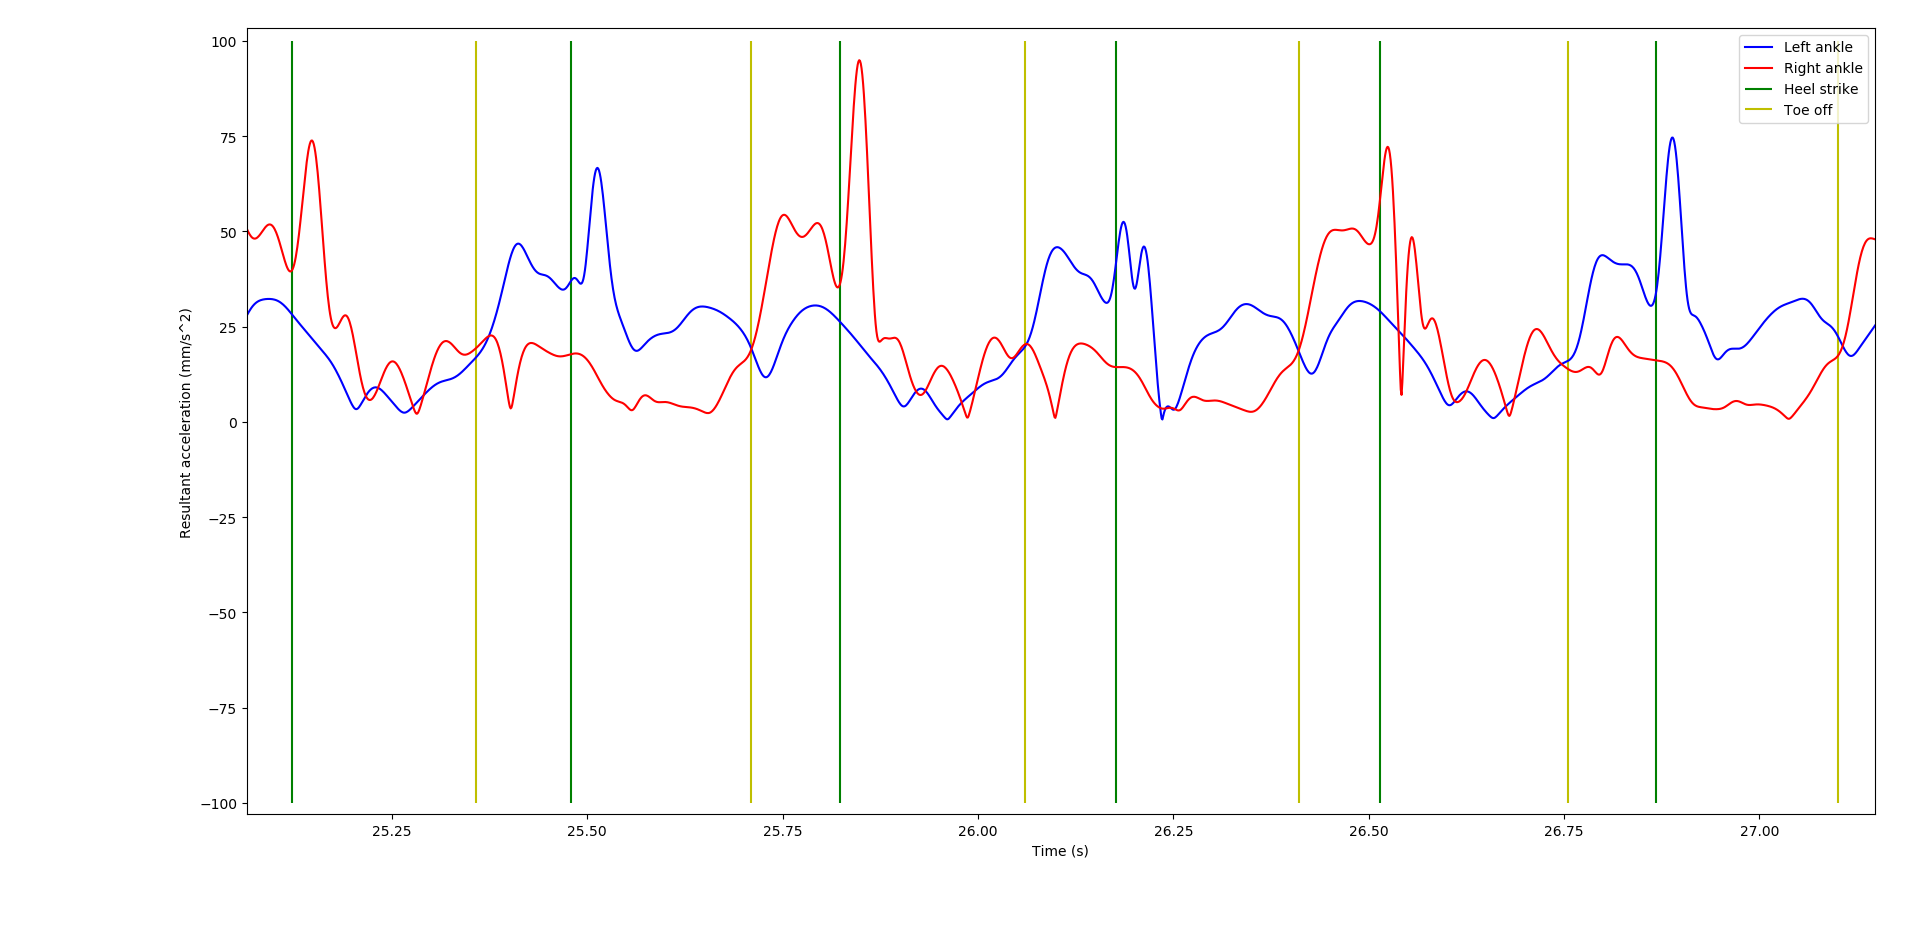 100
75
50
25
0
−25
−50
−75
−100
Resultant acceleration (mm/s^2)
Left ankle
Right ankle
Heel strike
Toe off
25.25 25.50 25.75 26.00 26.25 26.50 26.75 27.00
Time (s)